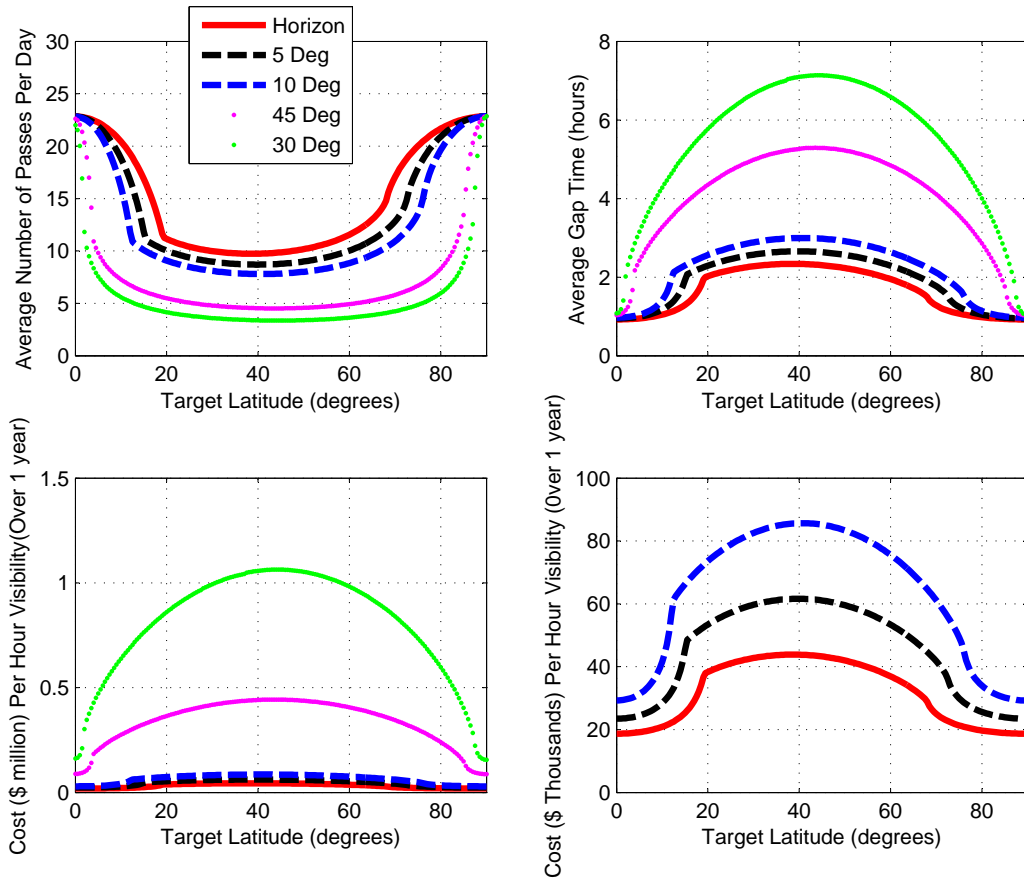 Horizon
5 Deg
10 Deg
45 Deg
30 Deg
Average Number of Passes Per Day
30
25
20
15
10
5
0
0 20 40 60 80
Target Latitude (degrees)
Average Gap Time (hours)
8
6
4
2
0
0 20 40 60 80
Target Latitude (degrees)
Cost ($ million) Per Hour Visibility(Over 1 year)
1.5
1
0.5
0
0 20 40 60 80
Target Latitude (degrees)
Cost ($ Thousands) Per Hour Visibility (0ver 1 year)
100
80
60
40
20
0
0 20 40 60 80
Target Latitude (degrees)